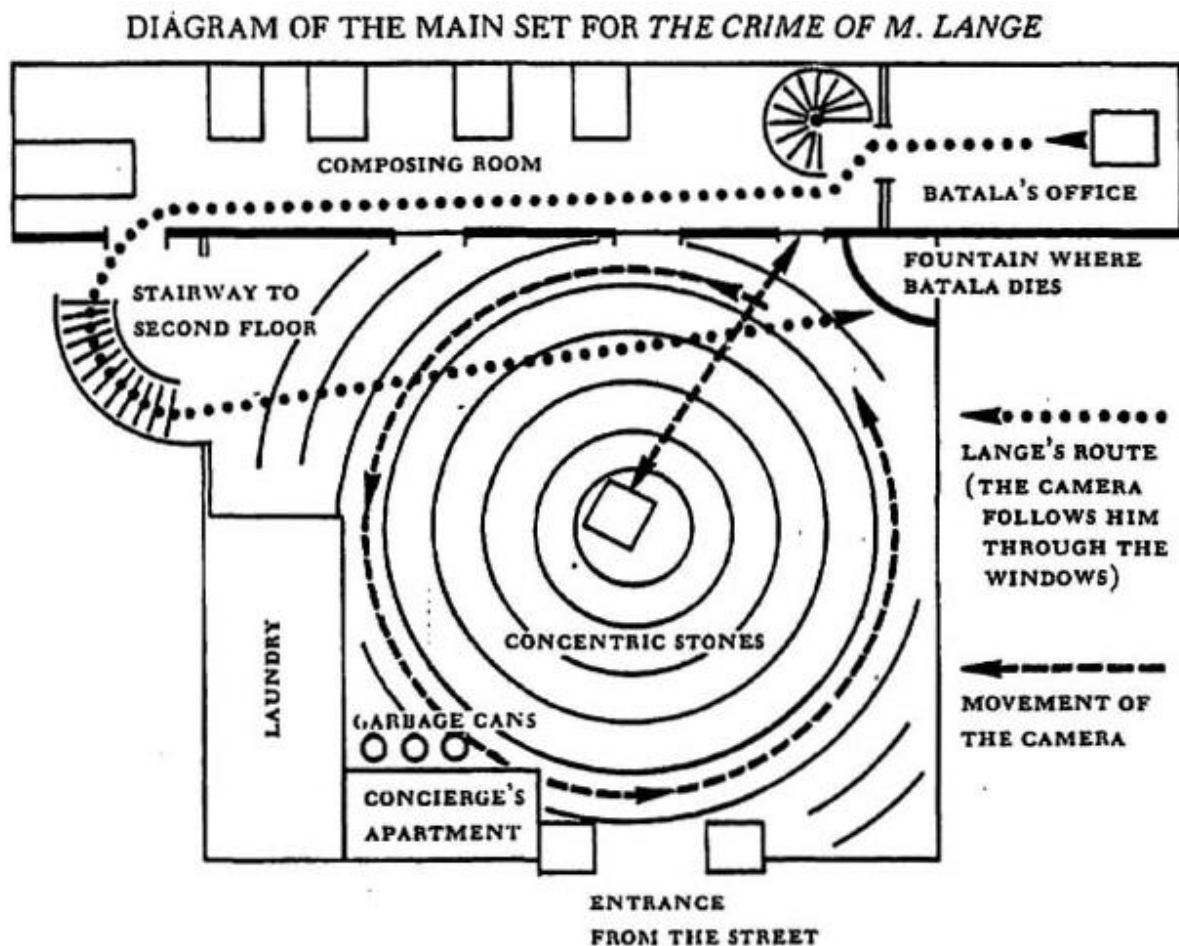 DIAGRAM OF THE MAIN SET FOR THE CRIME OF M. LANGE
COMPOSING ROOM
BATALA'S OFFICE
STAIRWAY TO
SECOND FLOOR
FOUNTAIN WHERE
BATALA DIES
LANGE'S ROUTE
(THE CAMERA
FOLLOWS HIM
THROUGH THE
WINDOWS)
CONCENTRIC STONES
LAUNDRY
MOVEMENT OF
THE CAMERA
GARBAGE CANS
CONCIERGE'S
APARTMENT
ENTRANCE
FROM THE STREET